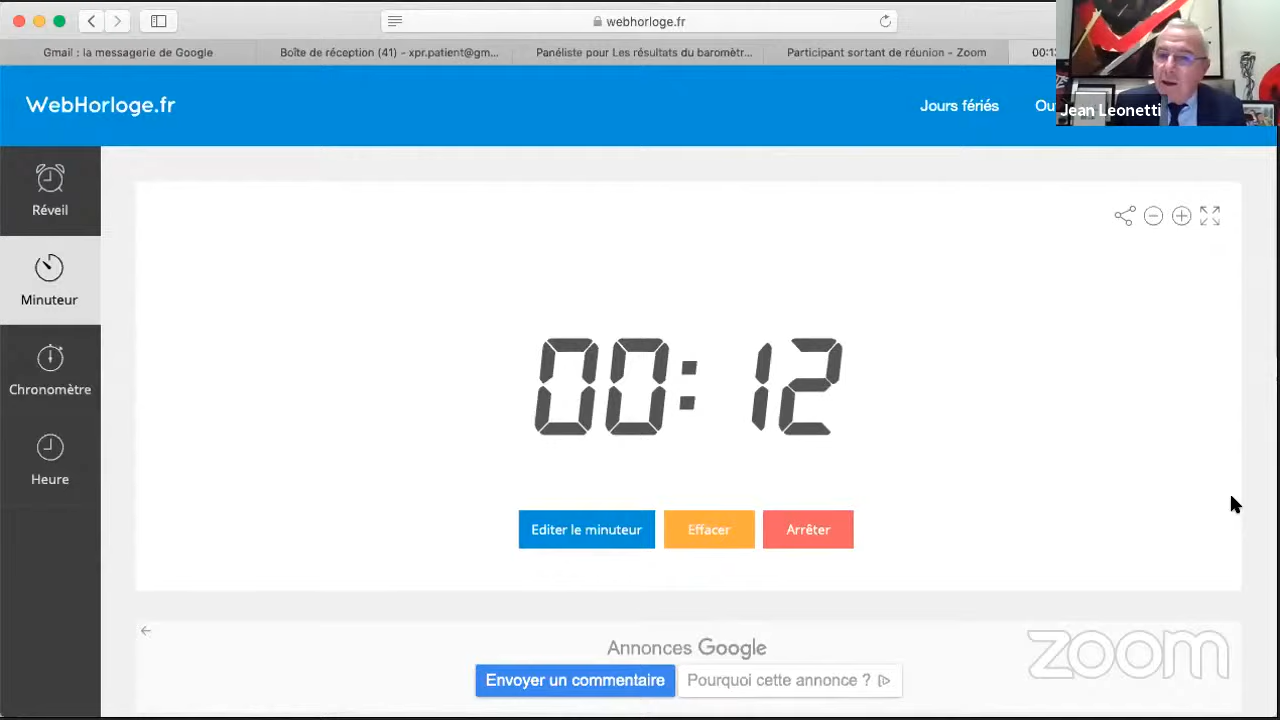 webhorloge.fr
Gmail : la messagerie de Google
Boîte de réception (41) - xpr.patient@gm...
Panéliste pour Les résultats du baromètr...
Participant sortant de réunion - Zoom
Jean Leonetti
WebHorloge.fr
Jours fériés
Réveil
Minuteur
Chronomètre
Heure
00:12
Editer le minuteur
Effacer
Arrêter
Annonces Google
Envoyer un commentaire
Pourquoi cette annonce ?
zoom